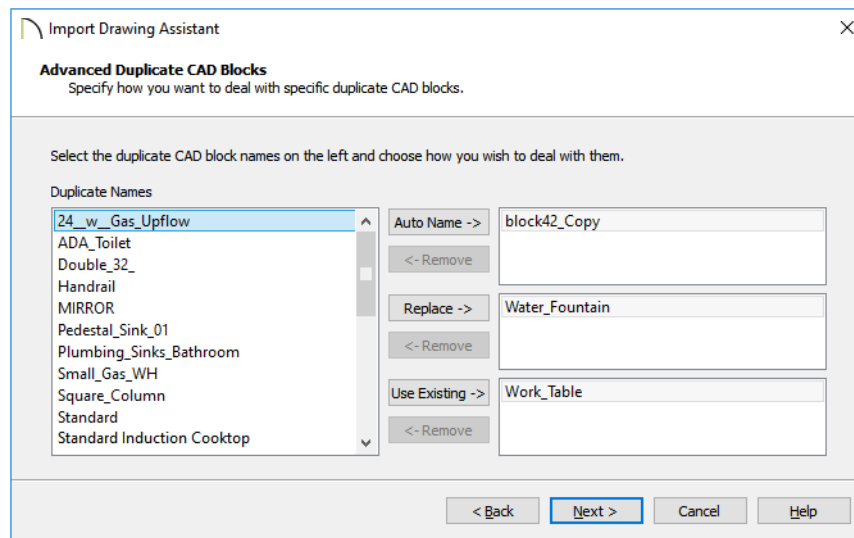 Import Drawing Assistant
Advanced Duplicate CAD Blocks
Specify how you want to deal with specific duplicate CAD blocks.
Select the duplicate CAD block names on the left and choose how you wish to deal with them.
Duplicate Names
24__w__Gas_Upflow
ADA_Toilet
Double_32_
Handrail
MIRROR
Pedestal_Sink_01
Plumbing_Sinks_Bathroom
Small_Gas_WH
Square_Column
Standard
Standard Induction Cooktop
Auto Name ->
<- Remove
block42_Copy
Replace ->
<- Remove
Water_Fountain
Use Existing ->
<- Remove
Work_Table
< Back
Next >
Cancel
Help